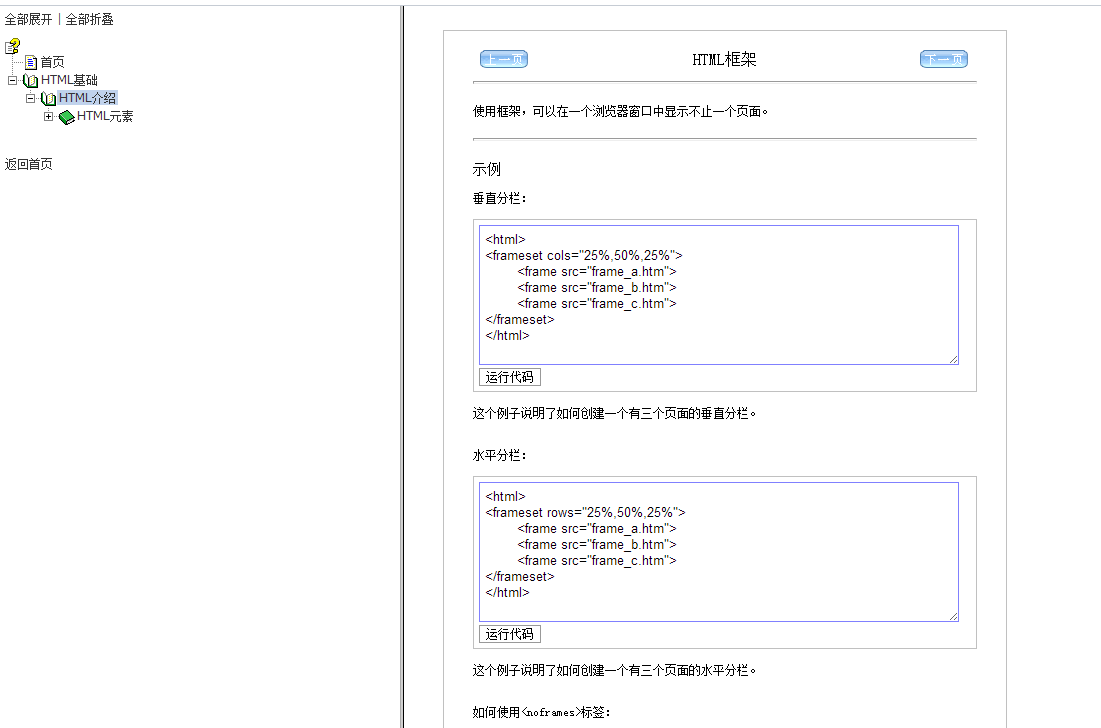 全部展开 | 全部折叠
首页
HTML基础
HTML介绍
HTML元素
返回首页
上一页
HTML框架
下一页
使用框架，可以在一个浏览器窗口中显示不止一个页面。
示例
垂直分栏：
<html>
<frameset cols="25%,50%,25%">
<frame src="frame_a.htm">
<frame src="frame_b.htm">
<frame src="frame_c.htm">
</frameset>
</html>
运行代码
这个例子说明了如何创建一个有三个页面的垂直分栏。
水平分栏：
<html>
<frameset rows="25%,50%,25%">
<frame src="frame_a.htm">
<frame src="frame_b.htm">
<frame src="frame_c.htm">
</frameset>
</html>
运行代码
这个例子说明了如何创建一个有三个页面的水平分栏。
如何使用<noframes>标签：